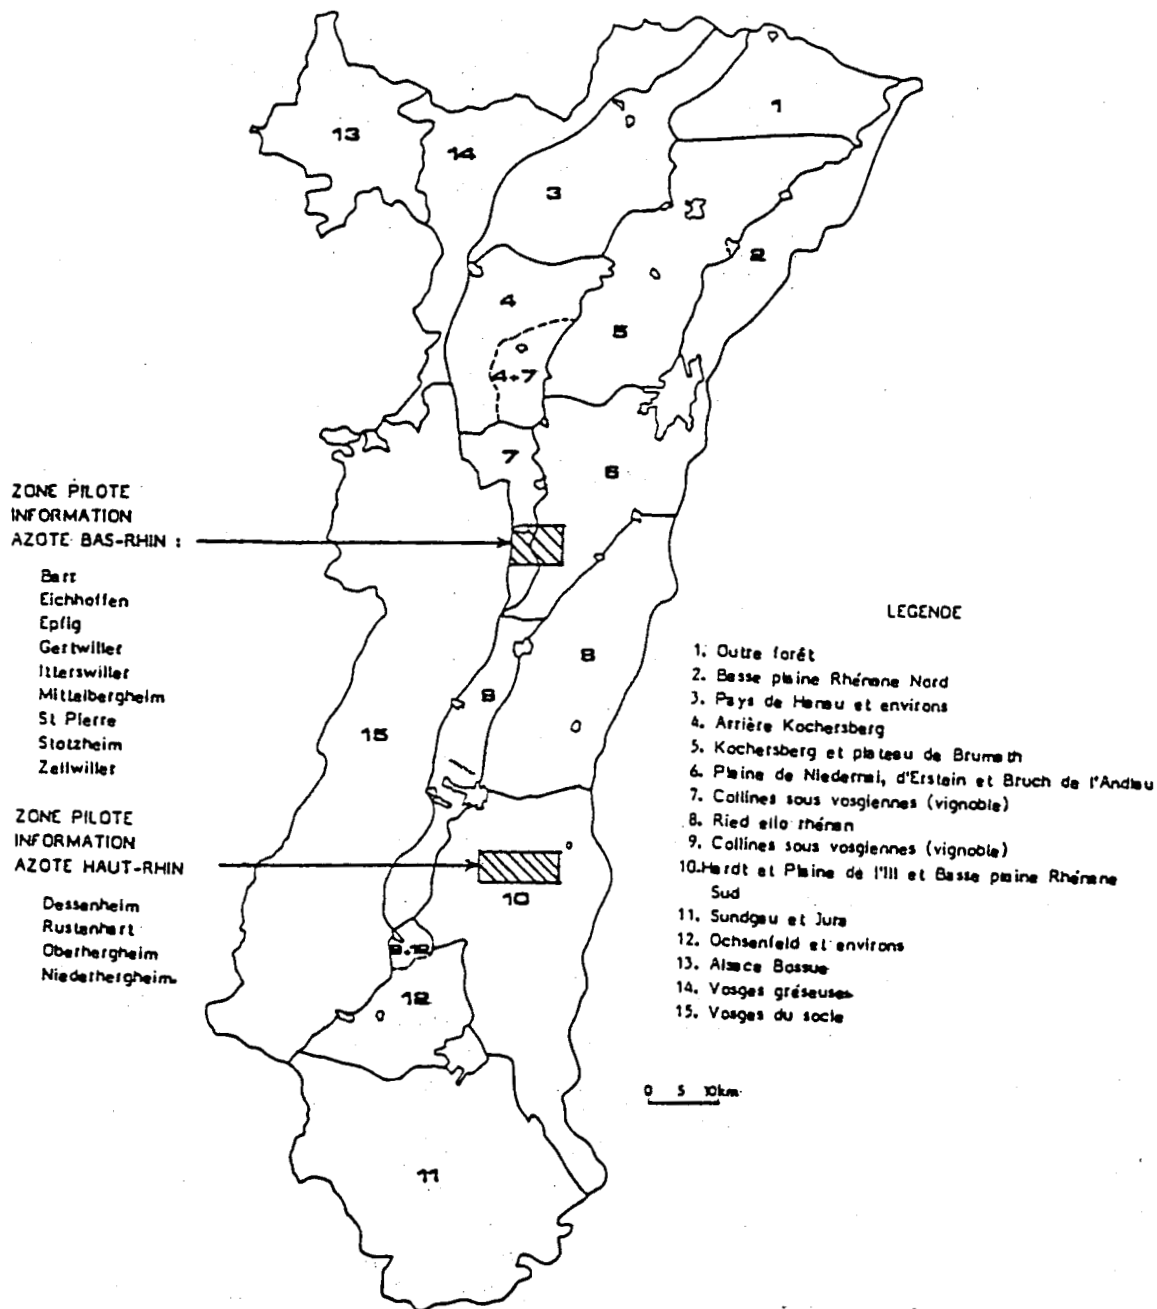 1
13
14
3
2
4
5
4+7
7
6
ZONE PILOTE
INFORMATION
AZOTE BAS-RHIN :
Barr
Eichhoffen
Epfig
Gertwiller
Itterswiller
Mittelbergheim
St Pierre
Stotzheim
Zellwiller
8
9
15
ZONE PILOTE
INFORMATION
AZOTE HAUT-RHIN
Dessenheim
Rustenhart
Oberhergheim
Niederhergheim
10
9.12
12
11
LEGENDE
1. Outre forêt
2. Basse plaine Rhénane Nord
3. Pays de Hanau et environs
4. Arrière Kochersberg
5. Kochersberg et plateau de Brumath
6. Plaine de Niedernai, d'Erstein et Bruch de l'Andlau
7. Collines sous vosgiennes (vignoble)
8. Ried ello rhénan
9. Collines sous vosgiennes (vignoble)
10. Hardt et Plaine de l'Ill et Basse plaine Rhénane
Sud
11. Sundgau et Jura
12. Ochsenfeld et environs
13. Alsace Bossue
14. Vosges gréseuses
15. Vosges du socle
0 5 10km